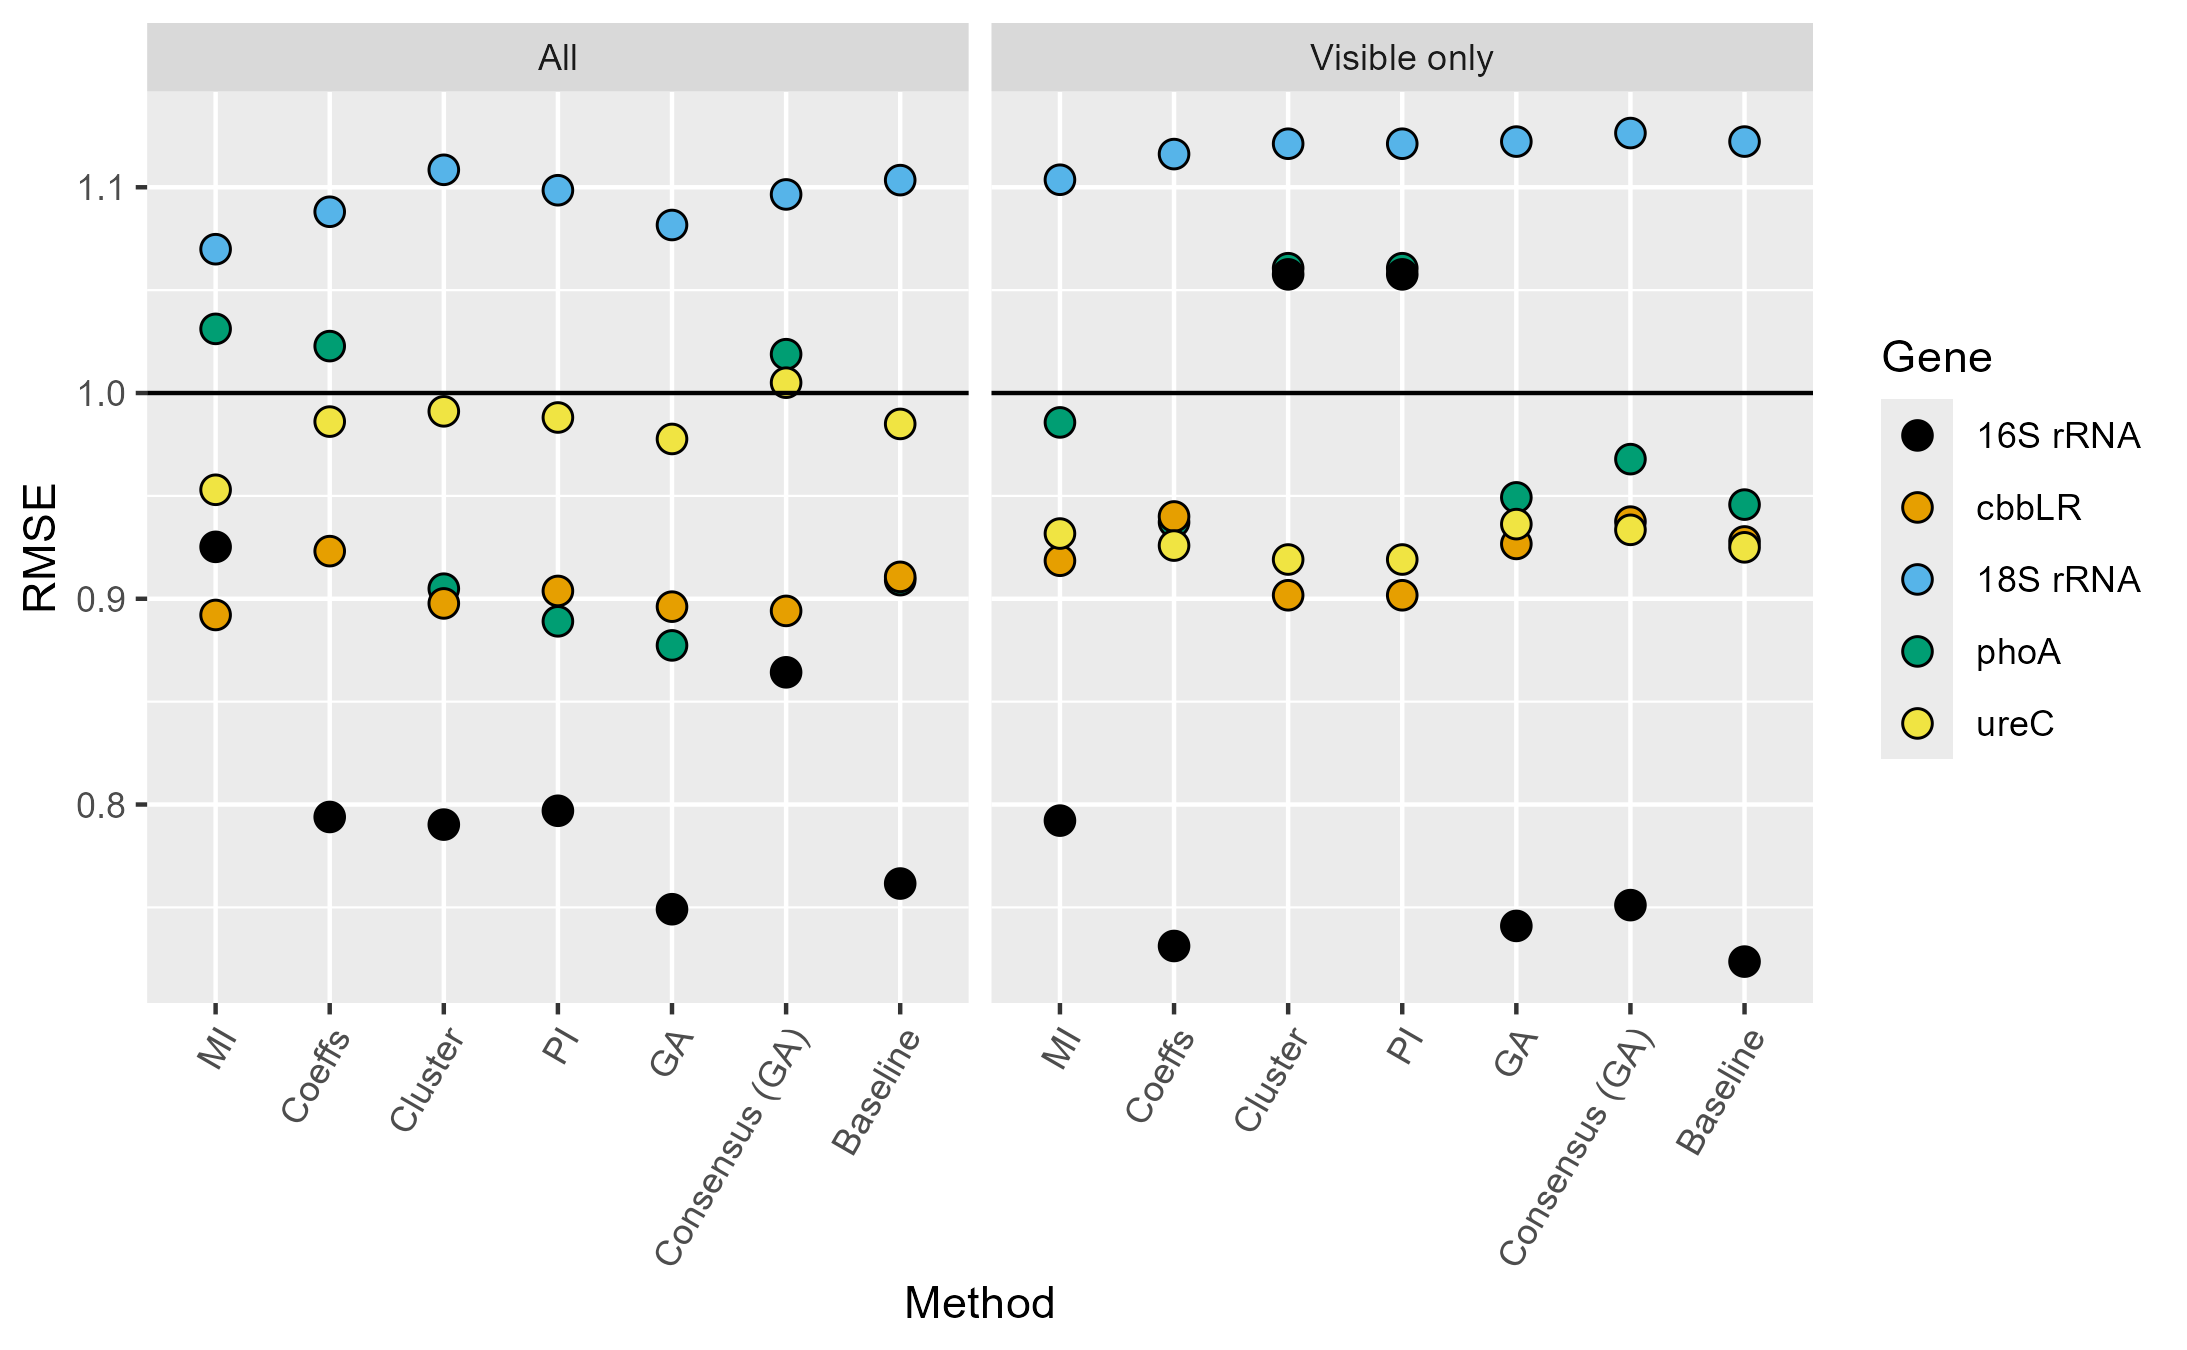 All
Visible only
RMSE
1.1
1.0
0.9
0.8
MI
Coeffs
Cluster
PI
GA
Consensus (GA)
Baseline
MI
Coeffs
Cluster
PI
GA
Consensus (GA)
Baseline
Method
Gene
16S rRNA
cbbLR
18S rRNA
phoA
ureC